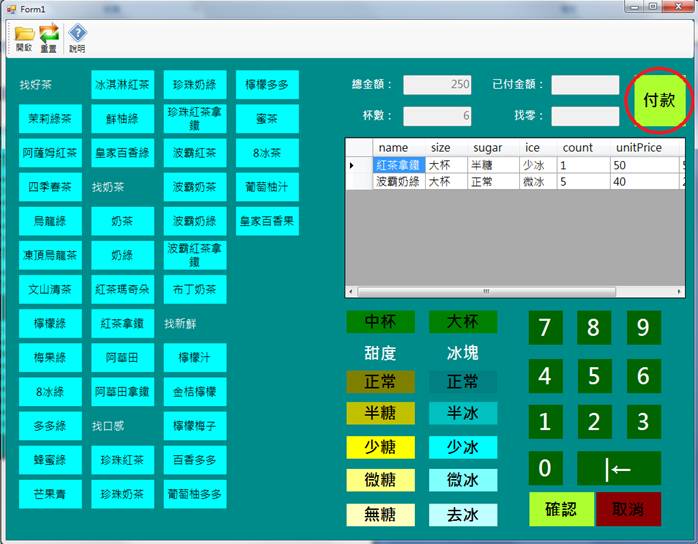 Form1
開啟 重置 說明
找好茶 冰淇淋紅茶 珍珠奶綠 檸檬多多
茉莉綠茶 鮮柚綠 珍珠紅茶拿鐵 蜜茶
阿薩姆紅茶 皇家百香綠 波霸紅茶 8冰茶
四季春茶 找奶茶 波霸奶茶 葡萄柚汁
烏龍綠 奶茶 波霸奶綠 皇家百香果
凍頂烏龍茶 奶綠 波霸紅茶拿鐵
文山清茶 紅茶瑪奇朵 布丁奶茶
檸檬綠 紅茶拿鐵 找新鮮
梅果綠 阿華田 檸檬汁
8冰綠 阿華田拿鐵 金桔檸檬
多多綠 找口感 檸檬梅子
蜂蜜綠 珍珠紅茶 百香多多
芒果青 珍珠奶茶 葡萄柚多多
總金額： 250 已付金額：
杯數： 6 找零：
付款
name size sugar ice count unitPrice
紅茶拿鐵 大杯 半糖 少冰 1 50
波霸奶綠 大杯 正常 微冰 5 40
中杯 大杯
甜度 冰塊
正常 正常
半糖 半冰
少糖 少冰
微糖 微冰
無糖 去冰
7 8 9
4 5 6
1 2 3
0 |←
確認 取消